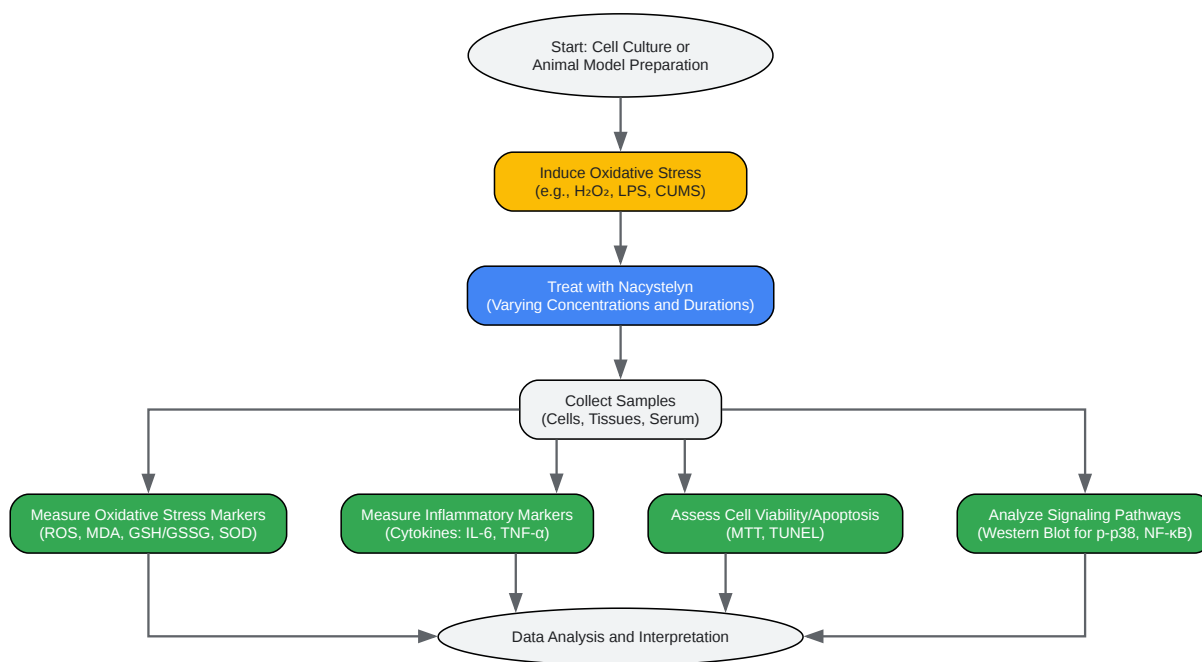 Start: Cell Culture or
Animal Model Preparation
Induce Oxidative Stress
(e.g., H₂O₂, LPS, CUMS)
Treat with Nacystelyn
(Varying Concentrations and Durations)
Collect Samples
(Cells, Tissues, Serum)
Measure Oxidative Stress Markers
(ROS, MDA, GSH/GSSG, SOD)
Measure Inflammatory Markers
(Cytokines: IL-6, TNF-α)
Assess Cell Viability/Apoptosis
(MTT, TUNEL)
Analyze Signaling Pathways
(Western Blot for p-p38, NF-κB)
Data Analysis and Interpretation